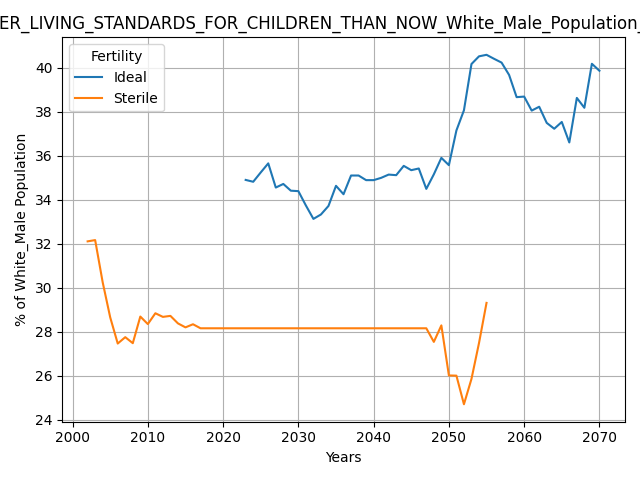 ER_LIVING_STANDARDS_FOR_CHILDREN_THAN_NOW_White_Male_Population_
Fertility
Ideal
Sterile
% of White_Male Population
40
38
36
34
32
30
28
26
24
2000 2010 2020 2030 2040 2050 2060 2070
Years